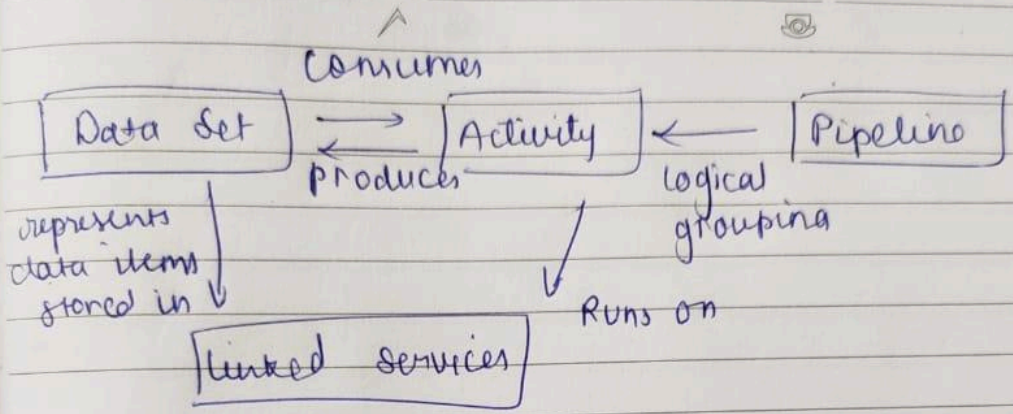 Consumes
Data Set
Activity
Pipeline
Produces
logical
grouping
represents
data items
stored in
Runs on
linked services